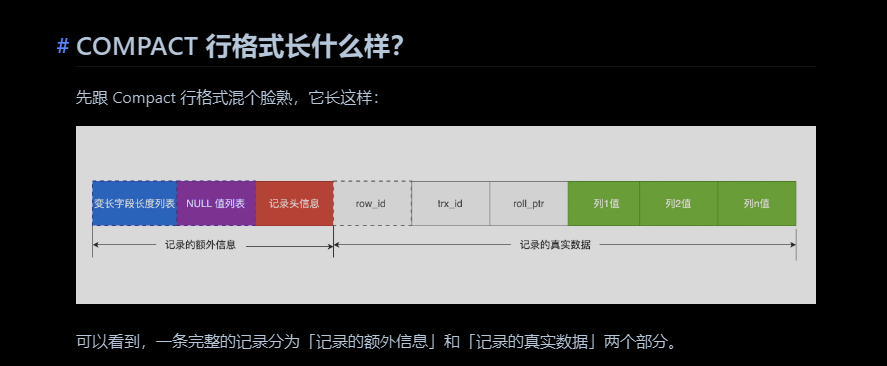 # COMPACT 行格式长什么样？
先跟 Compact 行格式混个脸熟，它长这样：
变长字段长度列表 NULL 值列表 记录头信息 row_id trx_id roll_ptr 列1值 列2值 列n值
记录的额外信息 记录的真实数据
可以看到，一条完整的记录分为「记录的额外信息」和「记录的真实数据」两个部分。